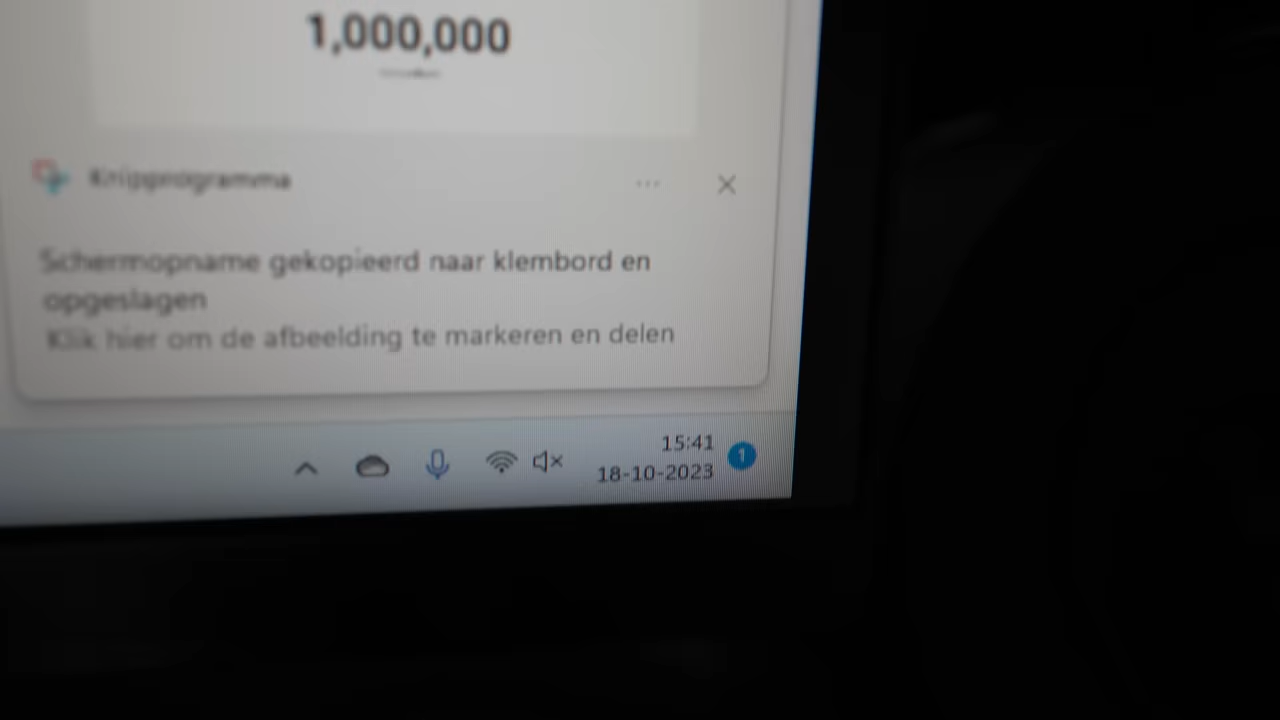 1,000,000
Knipprogramma
Schermopname gekopieerd naar klembord en
opgeslagen
Klik hier om de afbeelding te markeren en delen
15:41
18-10-2023
1